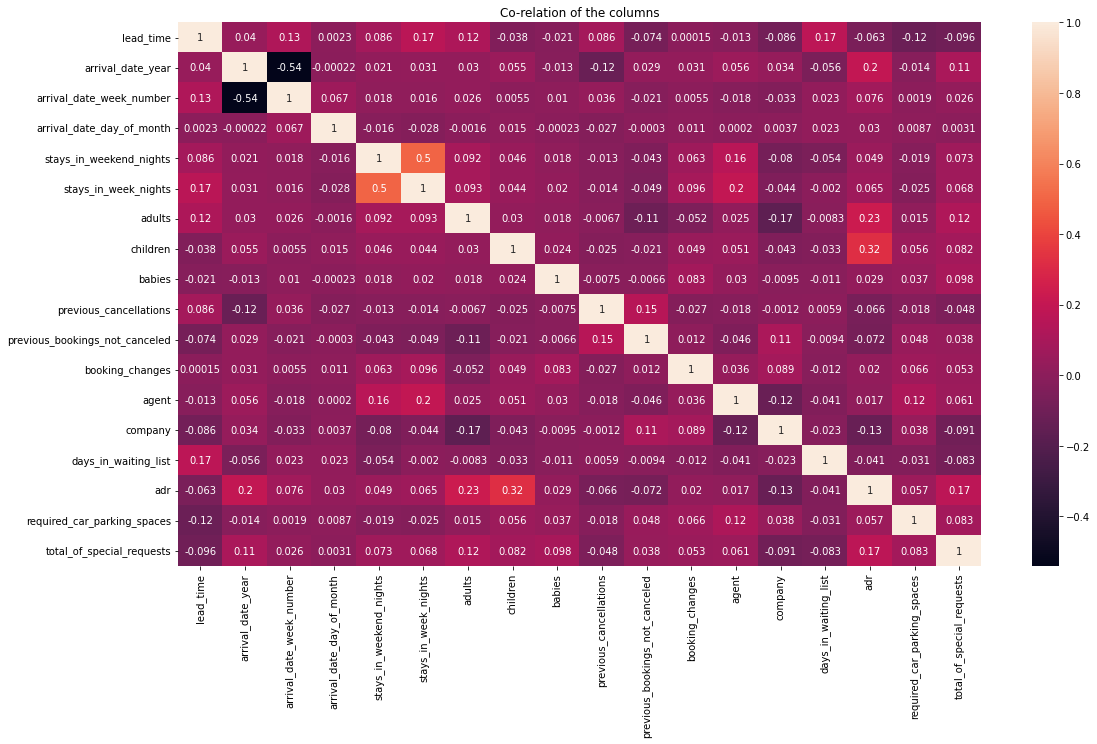 Co-relation of the columns
lead_time 1 0.04 0.13 0.0023 0.086 0.17 0.12 -0.038 -0.021 0.086 -0.074 0.00015 -0.013 -0.086 0.17 -0.063 -0.12 -0.096
arrival_date_year 0.04 1 -0.54 -0.00022 0.021 0.031 0.03 0.055 -0.013 -0.12 0.029 0.031 0.056 0.034 -0.056 0.2 -0.014 0.11
arrival_date_week_number 0.13 -0.54 1 0.067 0.018 0.016 0.026 0.0055 0.01 0.036 -0.021 0.0055 -0.018 -0.033 0.023 0.076 0.0019 0.026
arrival_date_day_of_month 0.0023 -0.00022 0.067 1 -0.016 -0.028 -0.0016 0.015 -0.00023 -0.027 -0.0003 0.011 0.0002 0.0037 0.023 0.03 0.0087 0.0031
stays_in_weekend_nights 0.086 0.021 0.018 -0.016 1 0.5 0.092 0.046 0.018 -0.013 -0.043 0.063 0.16 -0.08 -0.054 0.049 -0.019 0.073
stays_in_week_nights 0.17 0.031 0.016 -0.028 0.5 1 0.093 0.044 0.02 -0.014 -0.049 0.096 0.2 -0.044 -0.002 0.065 -0.025 0.068
adults 0.12 0.03 0.026 -0.0016 0.092 0.093 1 0.03 0.018 -0.0067 -0.11 -0.052 0.025 -0.17 -0.0083 0.23 0.015 0.12
children -0.038 0.055 0.0055 0.015 0.046 0.044 0.03 1 0.024 -0.025 -0.021 0.049 0.051 -0.043 -0.033 0.32 0.056 0.082
babies -0.021 -0.013 0.01 -0.00023 0.018 0.02 0.018 0.024 1 -0.0075 -0.0066 0.083 0.03 -0.0095 -0.011 0.029 0.037 0.098
previous_cancellations 0.086 -0.12 0.036 -0.027 -0.013 -0.014 -0.0067 -0.025 -0.0075 1 0.15 -0.027 -0.018 -0.0012 0.0059 -0.066 -0.018 -0.048
previous_bookings_not_canceled -0.074 0.029 -0.021 -0.0003 -0.043 -0.049 -0.11 -0.021 -0.0066 0.15 1 0.012 -0.046 0.11 -0.0094 -0.072 0.048 0.038
booking_changes 0.00015 0.031 0.0055 0.011 0.063 0.096 -0.052 0.049 0.083 -0.027 0.012 1 0.036 0.089 -0.012 0.02 0.066 0.053
agent -0.013 0.056 -0.018 0.0002 0.16 0.2 0.025 0.051 0.03 -0.018 -0.046 0.036 1 -0.12 -0.041 0.017 0.12 0.061
company -0.086 0.034 -0.033 0.0037 -0.08 -0.044 -0.17 -0.043 -0.0095 -0.0012 0.11 0.089 -0.12 1 -0.023 -0.13 0.038 -0.091
days_in_waiting_list 0.17 -0.056 0.023 0.023 -0.054 -0.002 -0.0083 -0.033 -0.011 0.0059 -0.0094 -0.012 -0.041 -0.023 1 -0.041 -0.031 -0.083
adr -0.063 0.2 0.076 0.03 0.049 0.065 0.23 0.32 0.029 -0.066 -0.072 0.02 0.017 -0.13 -0.041 1 0.057 0.17
required_car_parking_spaces -0.12 -0.014 0.0019 0.0087 -0.019 -0.025 0.015 0.056 0.037 -0.018 0.048 0.066 0.12 0.038 -0.031 0.057 1 0.083
total_of_special_requests -0.096 0.11 0.026 0.0031 0.073 0.068 0.12 0.082 0.098 -0.048 0.038 0.053 0.061 -0.091 -0.083 0.17 0.083 1
lead_time
arrival_date_year
arrival_date_week_number
arrival_date_day_of_month
stays_in_weekend_nights
stays_in_week_nights
adults
children
babies
previous_cancellations
previous_bookings_not_canceled
booking_changes
agent
company
days_in_waiting_list
adr
required_car_parking_spaces
total_of_special_requests
1.0
0.8
0.6
0.4
0.2
0.0
−0.2
−0.4